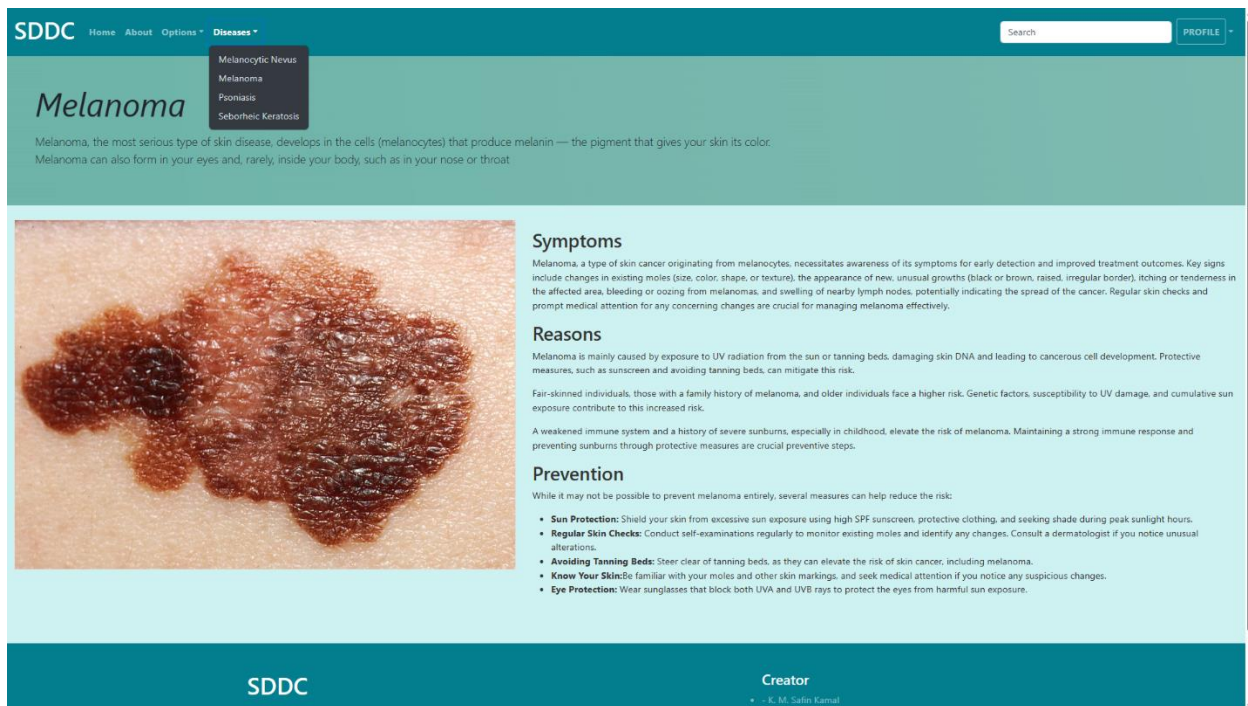 SDDC Home About Options Diseases Search PROFILE
Melanocytic Nevus
Melanoma
Psoniasis
Seborheic Keratosis
Melanoma
Melanoma, the most serious type of skin disease, develops in the cells (melanocytes) that produce melanin — the pigment that gives your skin its color.
Melanoma can also form in your eyes and, rarely, inside your body, such as in your nose or throat
Symptoms
Melanoma, a type of skin cancer originating from melanocytes, necessitates awareness of its symptoms for early detection and improved treatment outcomes. Key signs
include changes in existing moles (size, color, shape, or texture), the appearance of new, unusual growths (black or brown, raised, irregular border), itching or tenderness in
the affected area, bleeding or oozing from melanomas, and swelling of nearby lymph nodes, potentially indicating the spread of the cancer. Regular skin checks and
prompt medical attention for any concerning changes are crucial for managing melanoma effectively.
Reasons
Melanoma is mainly caused by exposure to UV radiation from the sun or tanning beds, damaging skin DNA and leading to cancerous cell development. Protective
measures, such as sunscreen and avoiding tanning beds, can mitigate this risk.
Fair-skinned individuals, those with a family history of melanoma, and older individuals face a higher risk. Genetic factors, susceptibility to UV damage, and cumulative sun
exposure contribute to this increased risk.
A weakened immune system and a history of severe sunburns, especially in childhood, elevate the risk of melanoma. Maintaining a strong immune response and
preventing sunburns through protective measures are crucial preventive steps.
Prevention
While it may not be possible to prevent melanoma entirely, several measures can help reduce the risk:
• Sun Protection: Shield your skin from excessive sun exposure using high SPF sunscreen, protective clothing, and seeking shade during peak sunlight hours.
• Regular Skin Checks: Conduct self-examinations regularly to monitor existing moles and identify any changes. Consult a dermatologist if you notice unusual
alterations.
• Avoiding Tanning Beds: Steer clear of tanning beds, as they can elevate the risk of skin cancer, including melanoma.
• Know Your Skin:Be familiar with your moles and other skin markings, and seek medical attention if you notice any suspicious changes.
• Eye Protection: Wear sunglasses that block both UVA and UVB rays to protect the eyes from harmful sun exposure.
SDDC
Creator
• - K. M. Safin Kamal